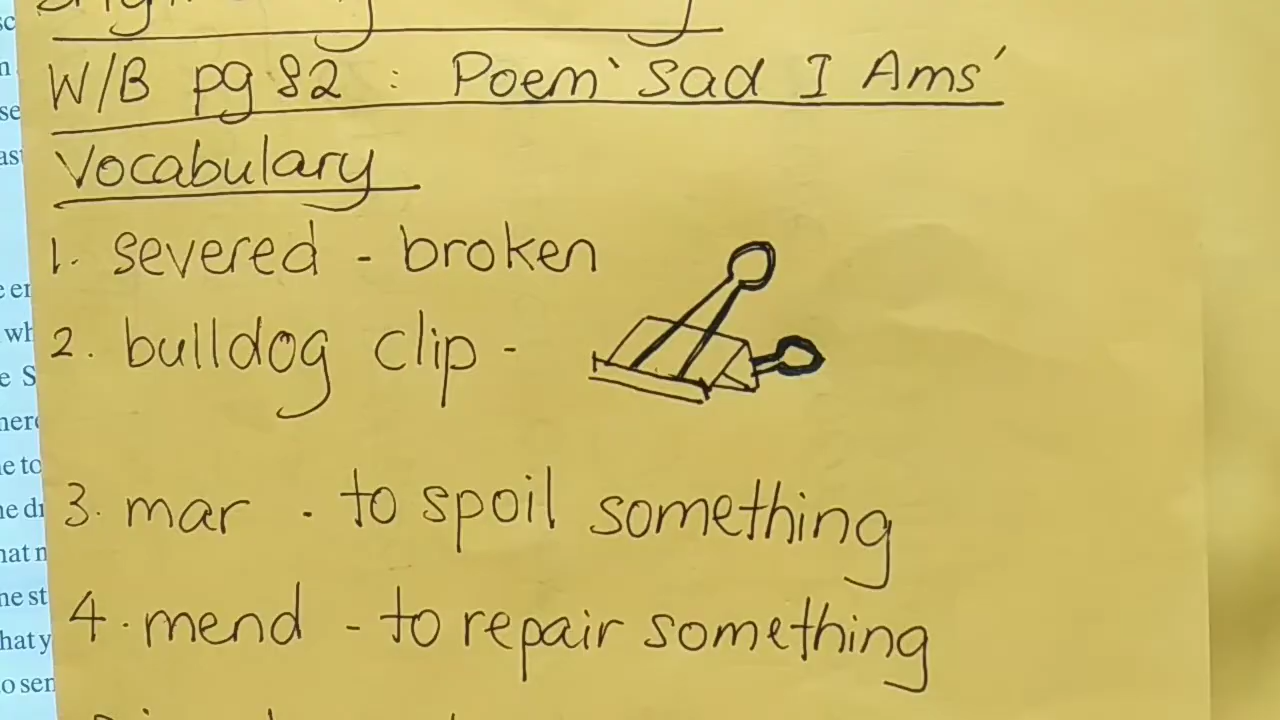 W/B pg 82 : Poem 'Sad I Ams'
Vocabulary
1. severed - broken
2. bulldog clip -
3. mar - to spoil something
4. mend - to repair something